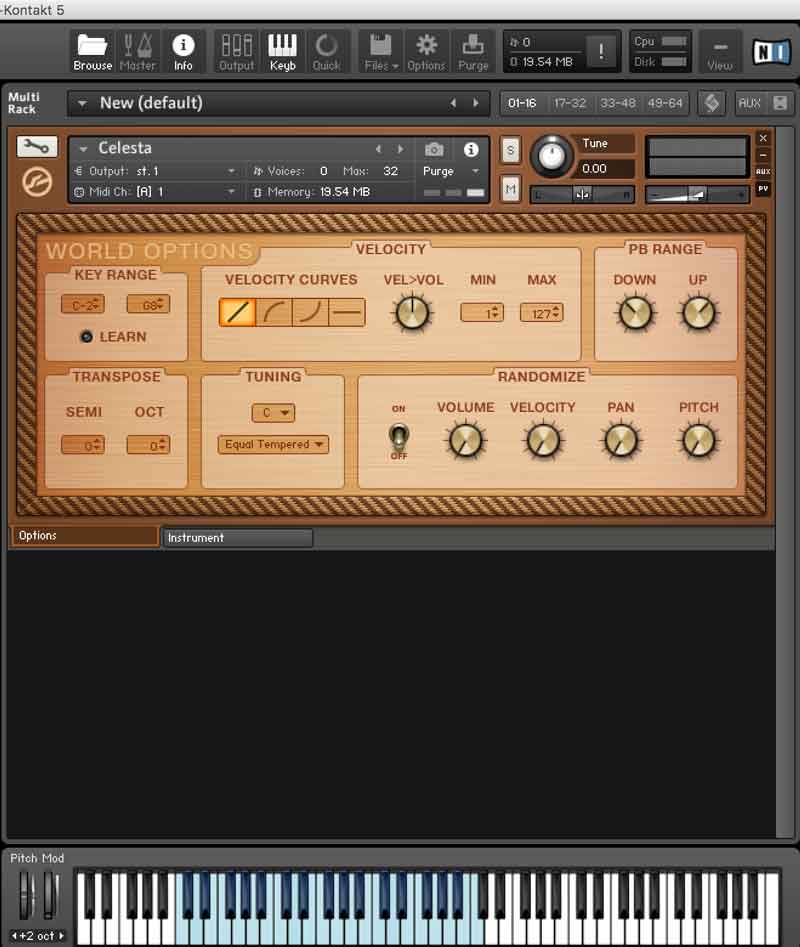 -Kontakt 5
Browse Master Info Output Keyb Quick Files Options Purge
0
19.54 MB
!
Cpu
Disk
View
NI
Multi Rack
New (default)
01-16 17-32 33-48 49-64 AUX
Celesta
Output: st.1 Voices: 0 Max: 32 Purge
Midi Ch: [A] 1 Memory: 19.54 MB
S
M
Tune
0.00
L R
- +
X
-
AUX
PV
WORLD OPTIONS
KEY RANGE
C-2 G8
LEARN
VELOCITY
VELOCITY CURVES VEL>VOL MIN MAX
1 127
PB RANGE
DOWN UP
TRANSPOSE
SEMI OCT
0 0
TUNING
C
Equal Tempered
RANDOMIZE
ON
OFF
VOLUME VELOCITY PAN PITCH
Options Instrument
Pitch Mod
+2 oct